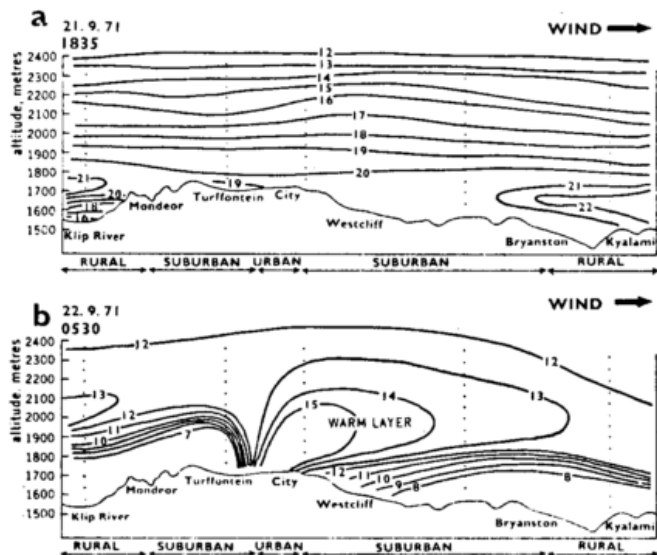 a
21.9.71
1835
WIND
altitude, metres
2400
2300
2200
2100
2000
1900
1800
1700
1600
1500
12
13
14
15
16
17
18
19
20
21
20
18
16
19
21
22
Klip River
Mondeor
Turffontein
City
Westcliff
Bryanston
Kyalami
RURAL
SUBURBAN
URBAN
SUBURBAN
RURAL
b
22.9.71
0530
WIND
altitude, metres
2400
2300
2200
2100
2000
1900
1800
1700
1600
1500
12
12
13
12
11
10
7
15
14
13
WARM LAYER
12
11
10
9
8
8
Klip River
Mondeor
Turffontein
City
Westcliff
Bryanston
Kyalami
RURAL
SUBURBAN
URBAN
SUBURBAN
RURAL